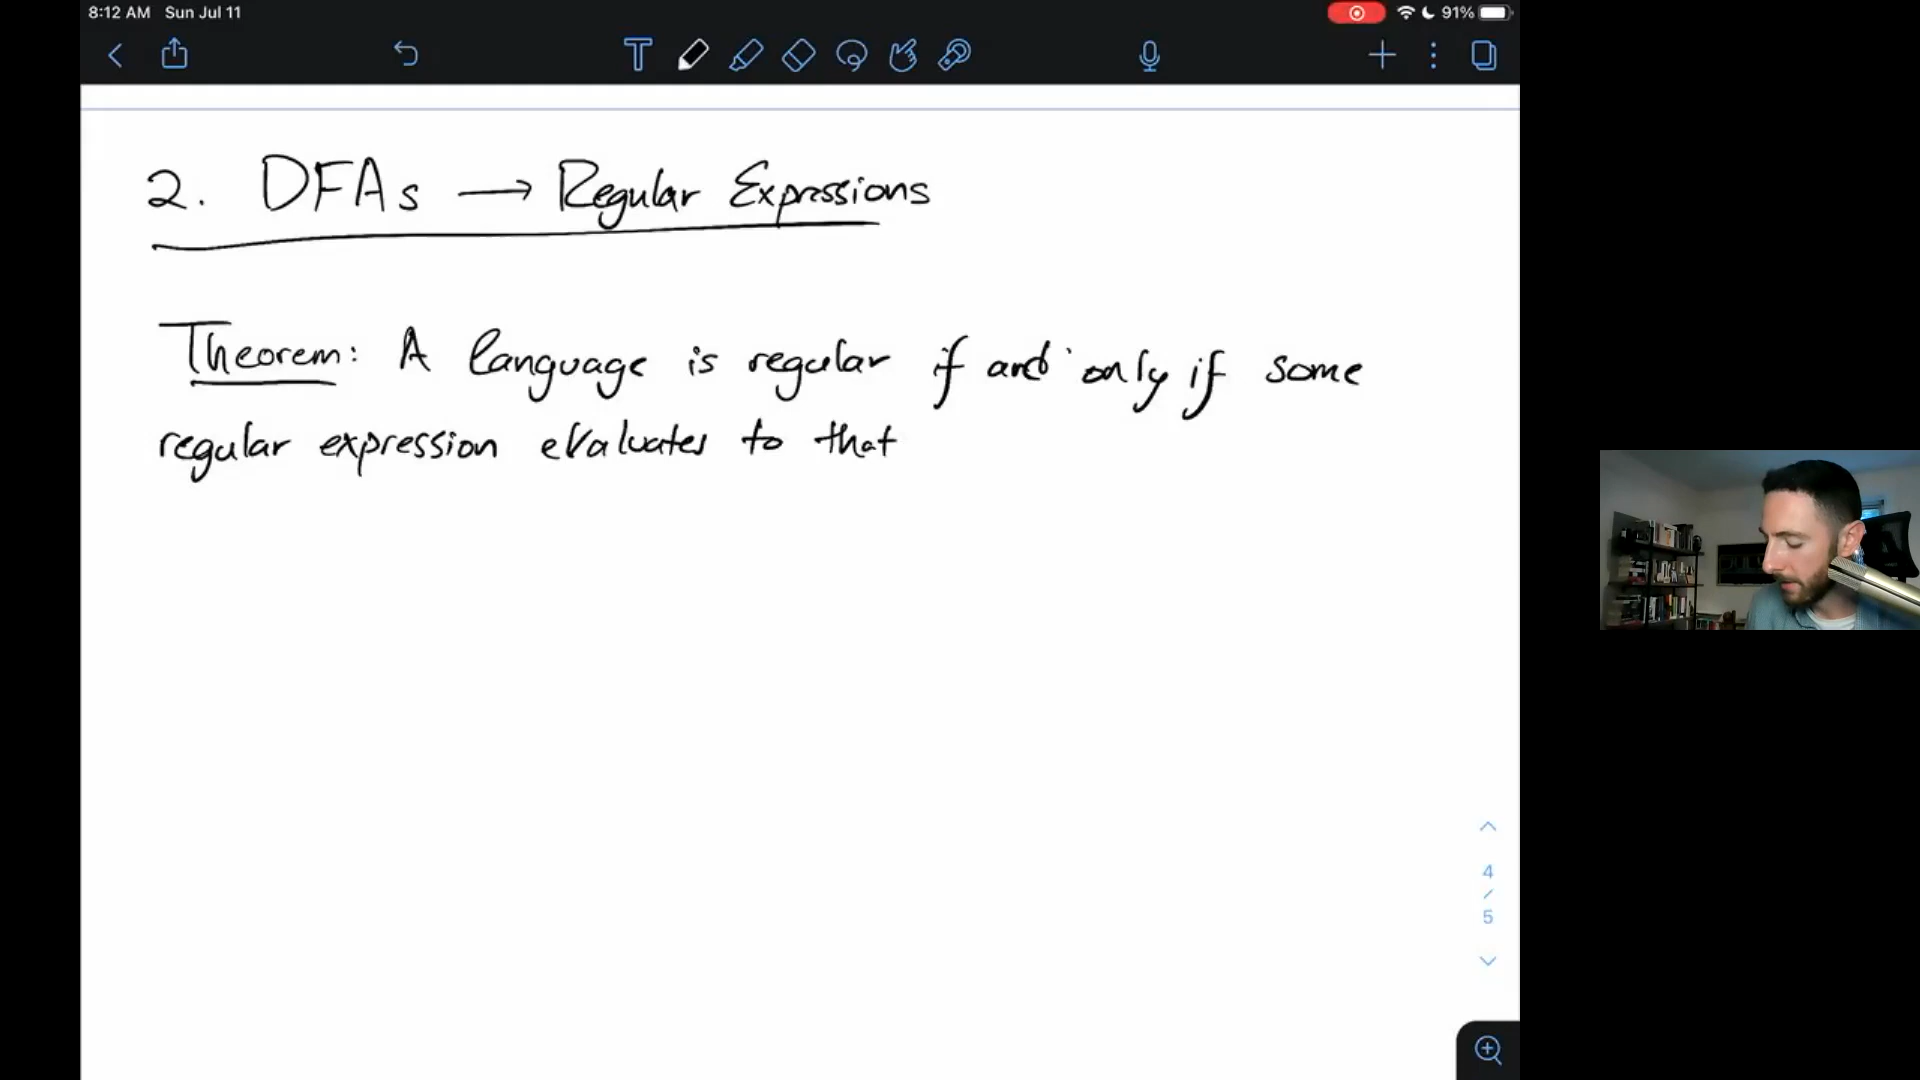 8:12 AM Sun Jul 11
91%
T
2. DFAs → Regular Expressions
Theorem: A language is regular if and only if some
regular expression evaluates to that
4
/
5